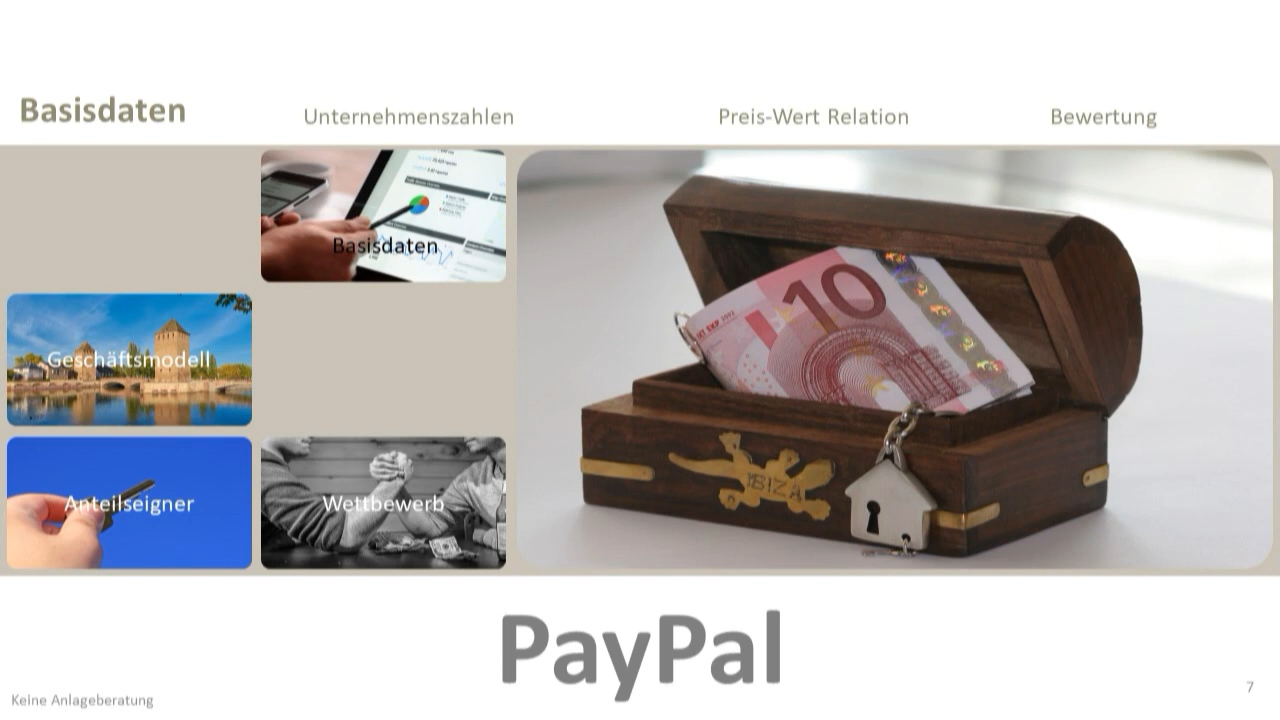 Basisdaten
Unternehmenszahlen
Preis-Wert Relation
Bewertung
Basisdaten
Geschäftsmodell
Anteilseigner
Wettbewerb
10
IBIZA
PayPal
Keine Anlageberatung
7